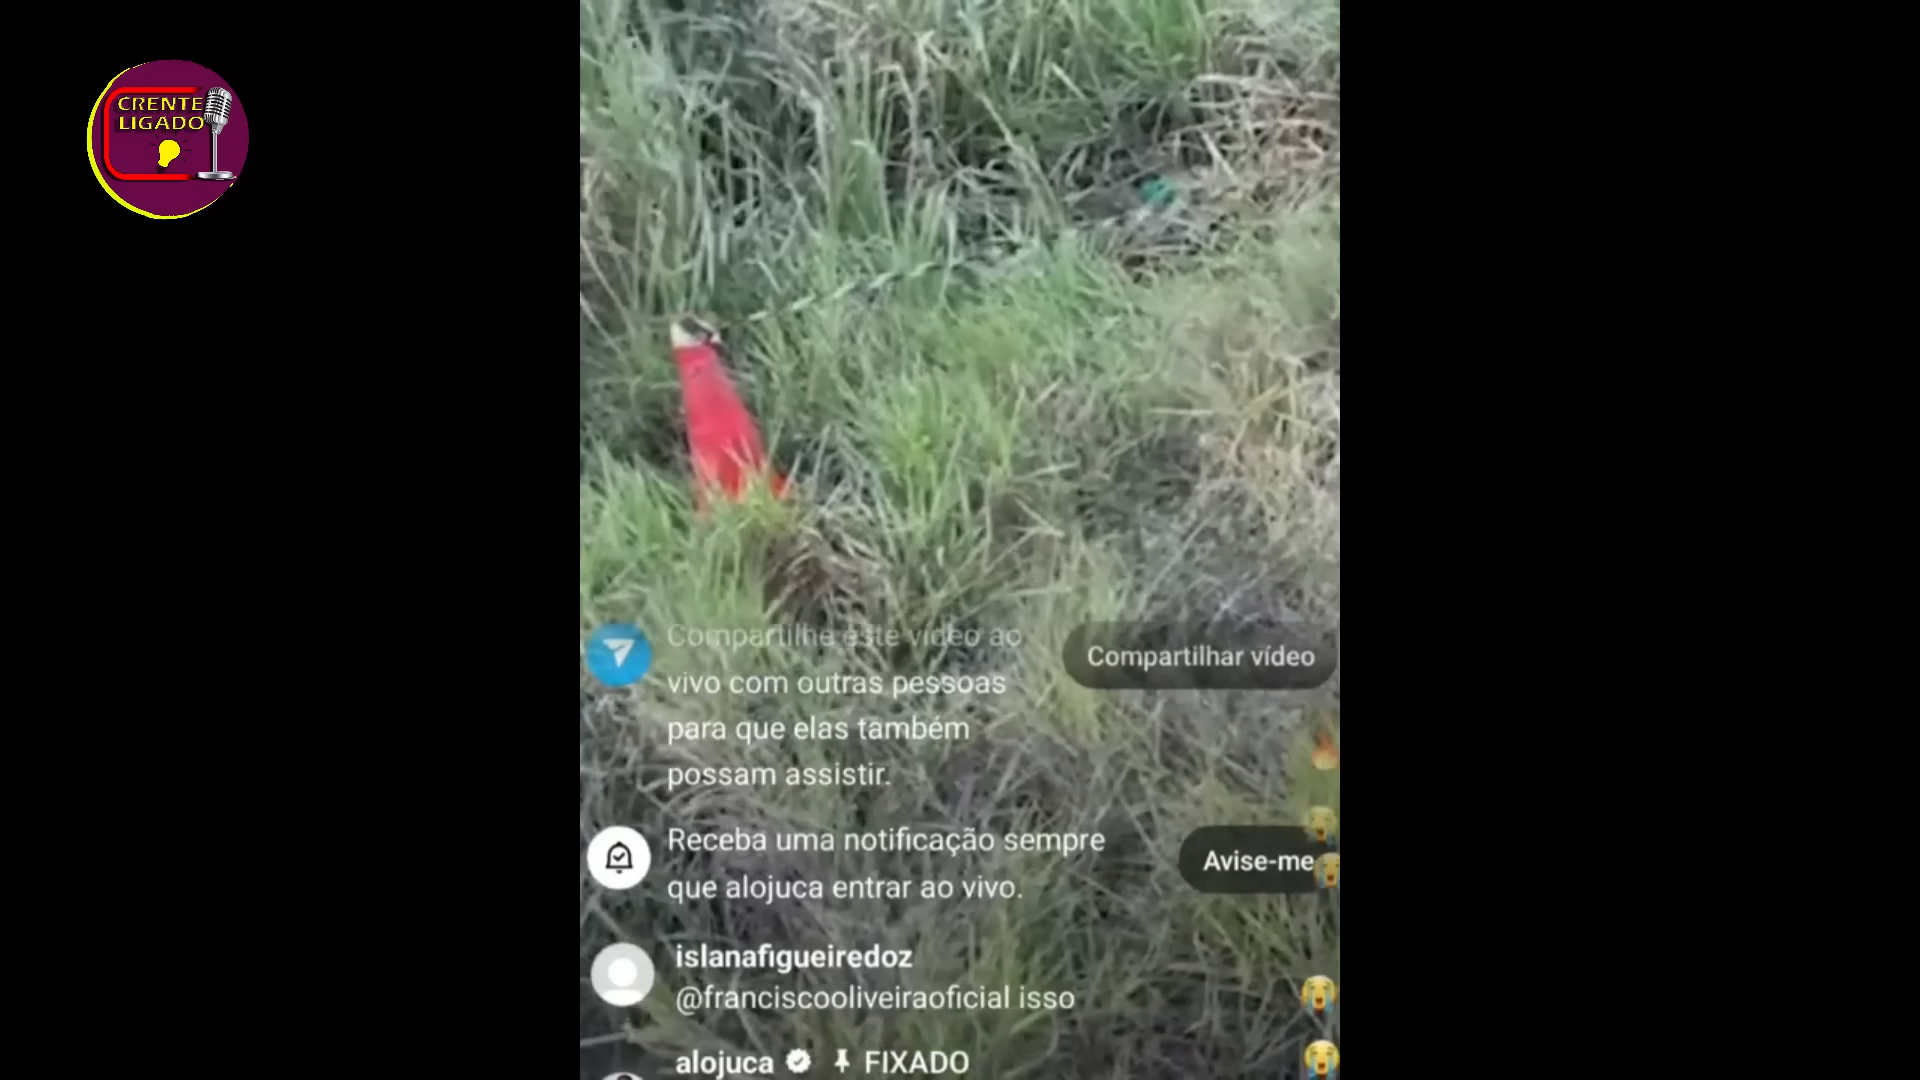 CRENTE
LIGADO
Compartilhe este vídeo ao
vivo com outras pessoas
para que elas também
possam assistir.
Compartilhar vídeo
Receba uma notificação sempre
que alojuca entrar ao vivo.
Avise-me
islanafigueiredoz
@franciscooliveiraoficial isso
alojuca FIXADO